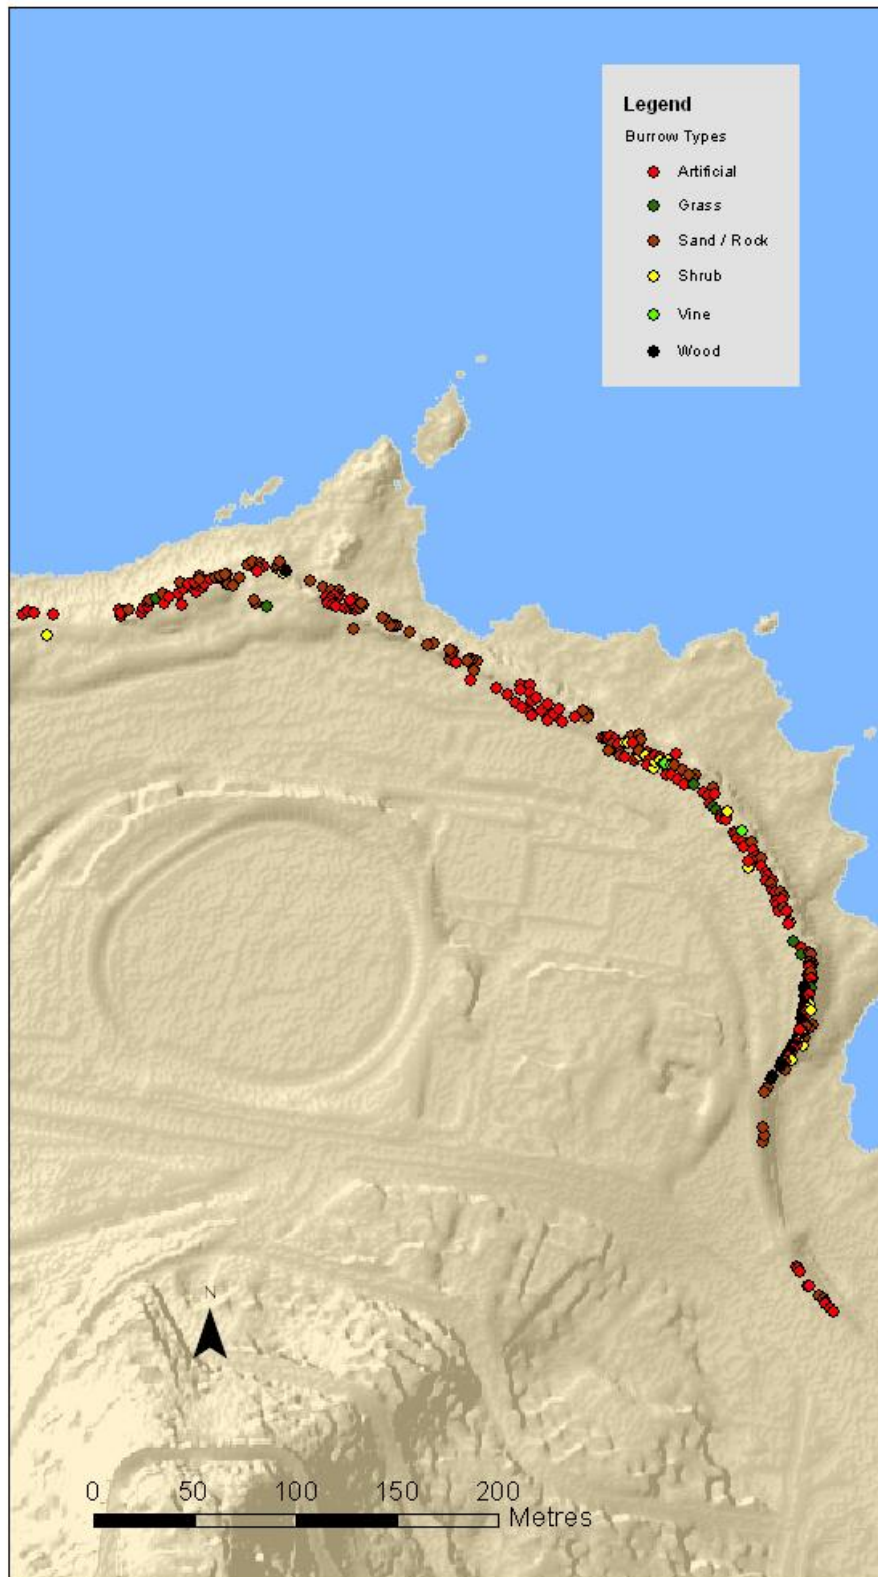 Legend
Burrow Types
Artificial
Grass
Sand / Rock
Shrub
Vine
Wood
N
0 50 100 150 200
Metres